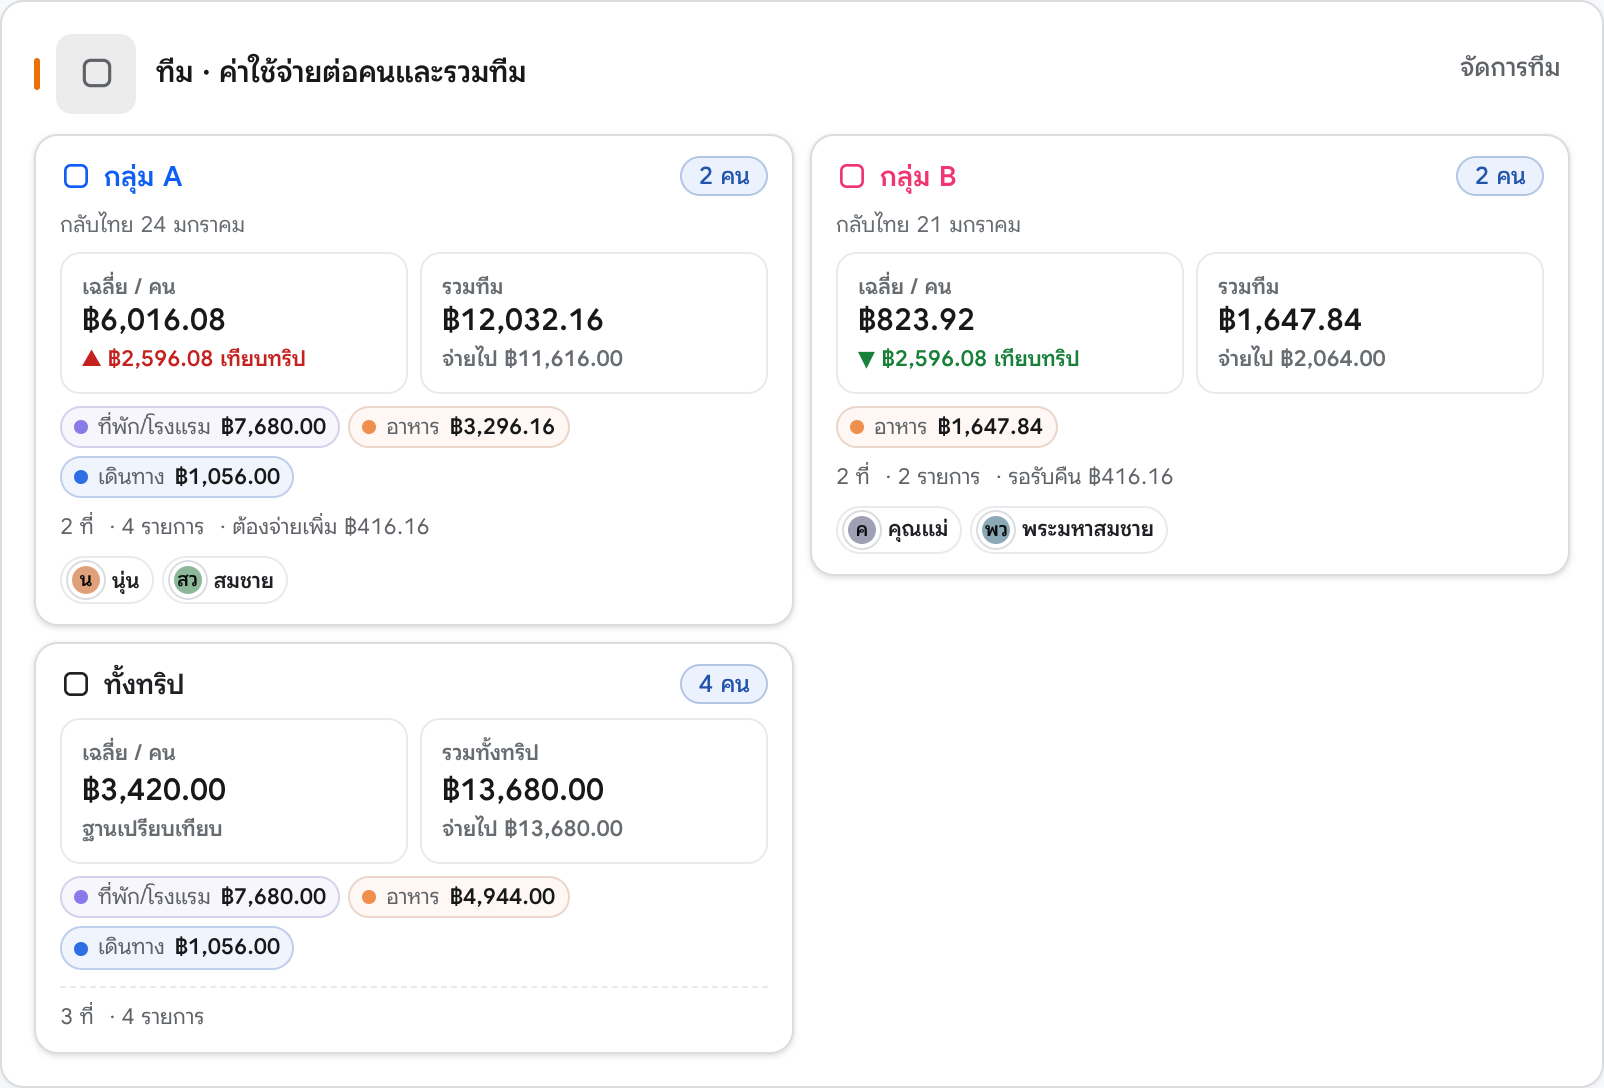 ทีม · ค่าใช้จ่ายต่อคนและรวมทีม
จัดการทีม
กลุ่ม A
2 คน
กลับไทย 24 มกราคม
เฉลี่ย / คน
฿6,016.08
▲ ฿2,596.08 เทียบทริป
รวมทีม
฿12,032.16
จ่ายไป ฿11,616.00
ที่พัก/โรงแรม ฿7,680.00
อาหาร ฿3,296.16
เดินทาง ฿1,056.00
2 ที่ · 4 รายการ · ต้องจ่ายเพิ่ม ฿416.16
น นุ่น
สว สมชาย
กลุ่ม B
2 คน
กลับไทย 21 มกราคม
เฉลี่ย / คน
฿823.92
▼ ฿2,596.08 เทียบทริป
รวมทีม
฿1,647.84
จ่ายไป ฿2,064.00
อาหาร ฿1,647.84
2 ที่ · 2 รายการ · รอรับคืน ฿416.16
ค คุณแม่
พว พระมหาสมชาย
ทั้งทริป
4 คน
เฉลี่ย / คน
฿3,420.00
ฐานเปรียบเทียบ
รวมทั้งทริป
฿13,680.00
จ่ายไป ฿13,680.00
ที่พัก/โรงแรม ฿7,680.00
อาหาร ฿4,944.00
เดินทาง ฿1,056.00
3 ที่ · 4 รายการ